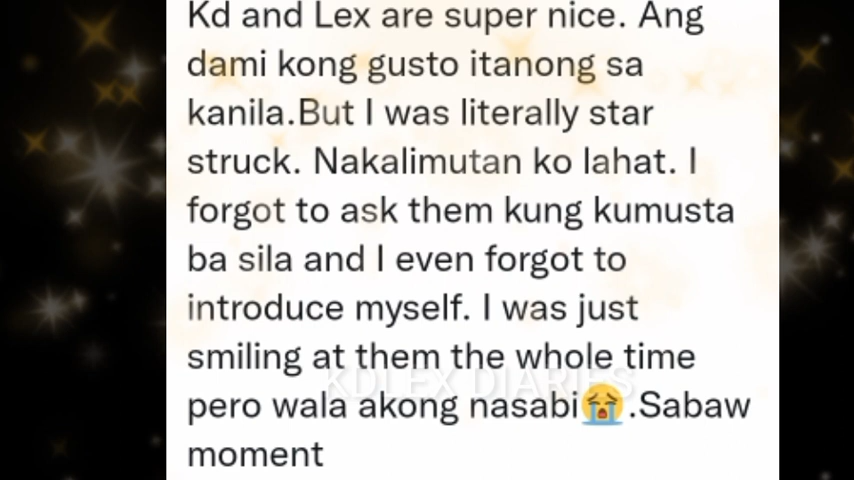 Kd and Lex are super nice. Ang
dami kong gusto itanong sa
kanila.But I was literally star
struck. Nakalimutan ko lahat. I
forgot to ask them kung kumusta
ba sila and I even forgot to
introduce myself. I was just
smiling at them the whole time
KDLEX DIARIES
pero wala akong nasabi😭.Sabaw
moment